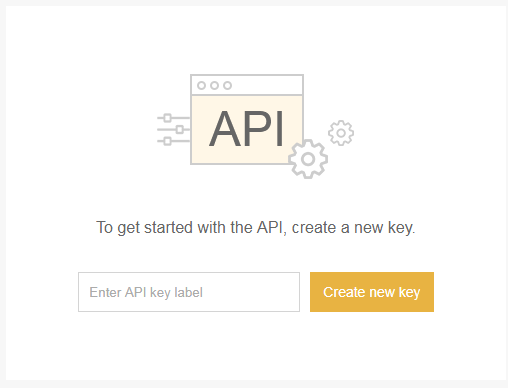 API
To get started with the API, create a new key.
Enter API key label
Create new key